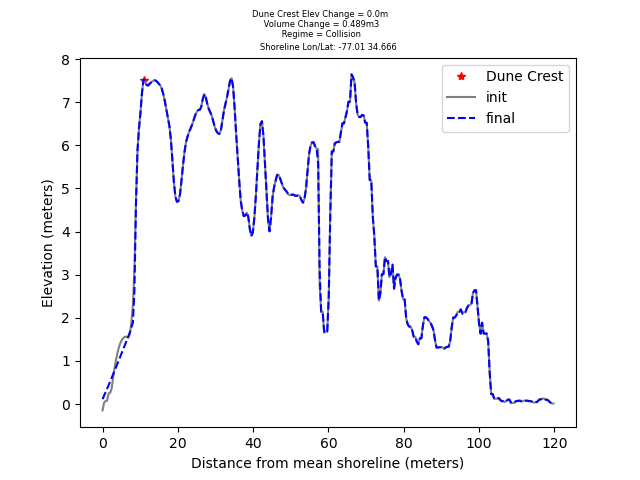 Dune Crest Elev Change = 0.0m
Volume Change = 0.489m3
Regime = Collision
Shoreline Lon/Lat: -77.01 34.666
8
7
6
5
4
3
2
1
0
Elevation (meters)
Dune Crest
init
final
0 20 40 60 80 100 120
Distance from mean shoreline (meters)